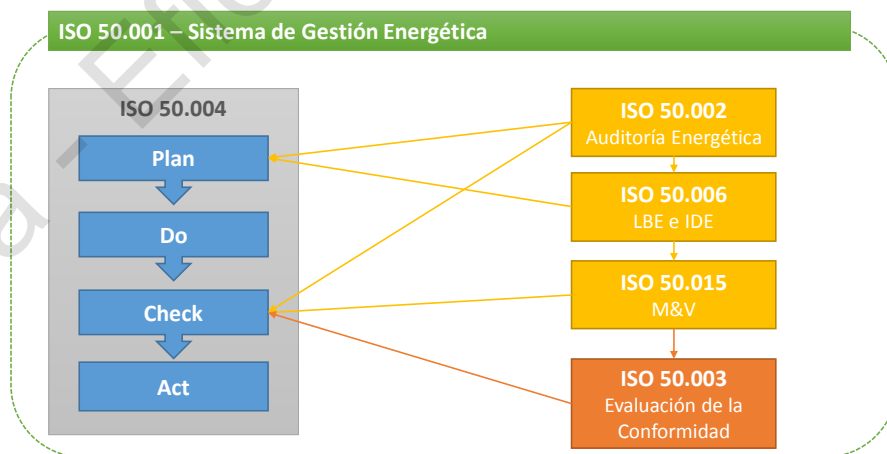 ISO 50.001 – Sistema de Gestión Energética
ISO 50.004
Plan
Do
Check
Act
ISO 50.002
Auditoría Energética
ISO 50.006
LBE e IDE
ISO 50.015
M&V
ISO 50.003
Evaluación de la
Conformidad